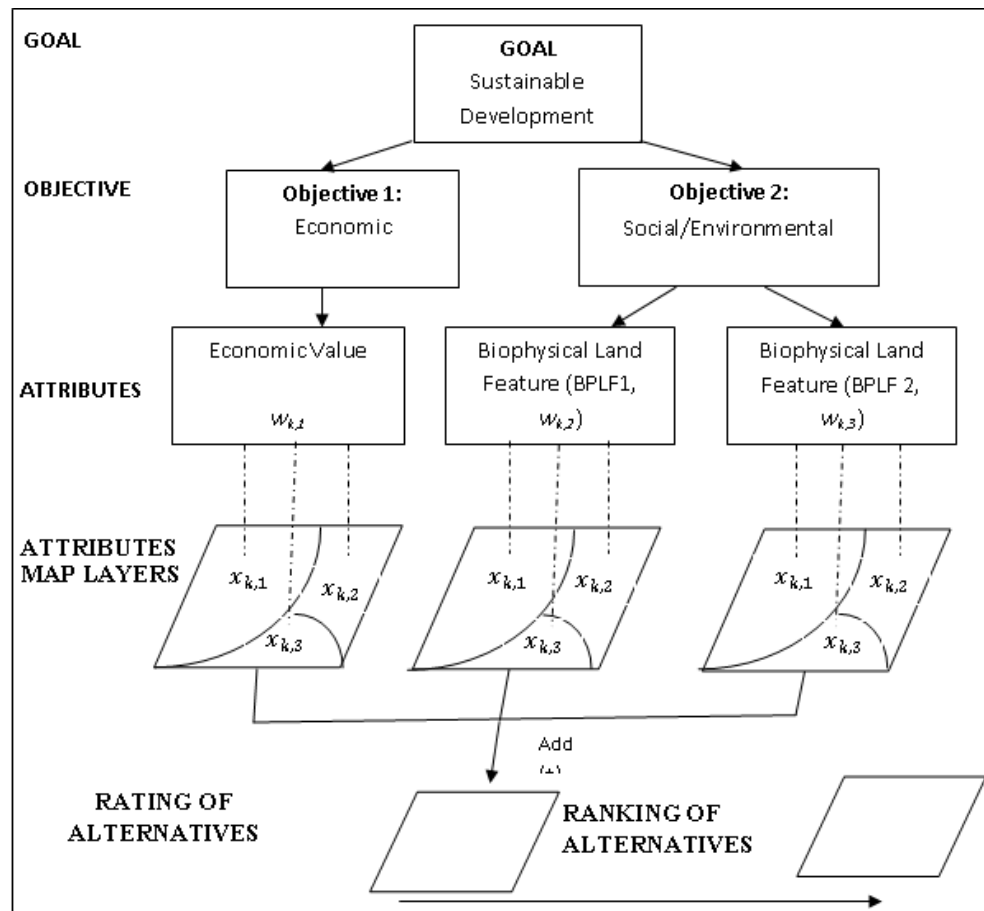 GOAL
GOAL
Sustainable
Development
OBJECTIVE
Objective 1:
Economic
Objective 2:
Social/Environmental
ATTRIBUTES
Economic Value
w_{k,1}
Biophysical Land
Feature (BPLF1,
w_{k,2})
Biophysical Land
Feature (BPLF 2,
w_{k,3})
ATTRIBUTES
MAP LAYERS
x_{k,1}
x_{k,2}
x_{k,3}
x_{k,1}
x_{k,2}
x_{k,3}
x_{k,1}
x_{k,2}
x_{k,3}
Add
RATING OF
ALTERNATIVES
RANKING OF
ALTERNATIVES